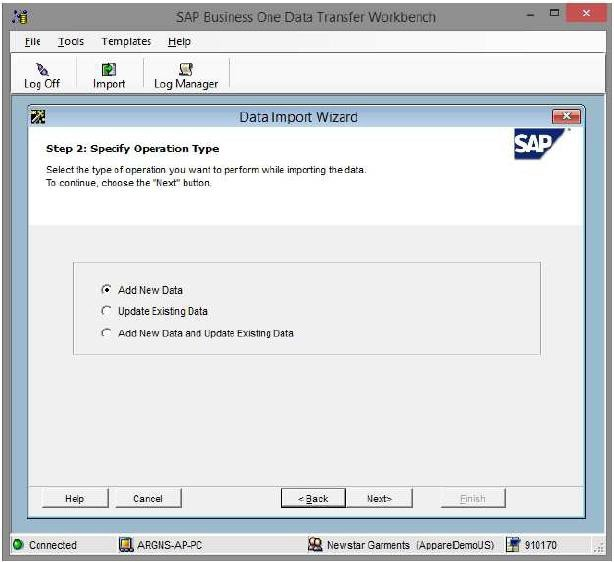 SAP Business One Data Transfer Workbench
File Tools Templates Help
Log Off Import Log Manager
Data Import Wizard
Step 2: Specify Operation Type
SAP
Select the type of operation you want to perform while importing the data.
To continue, choose the "Next" button.
Add New Data
Update Existing Data
Add New Data and Update Existing Data
Help Cancel < Back Next> Finish
Connected ARGNS-AP-PC Newstar Garments (AppareDemoUS) 910170